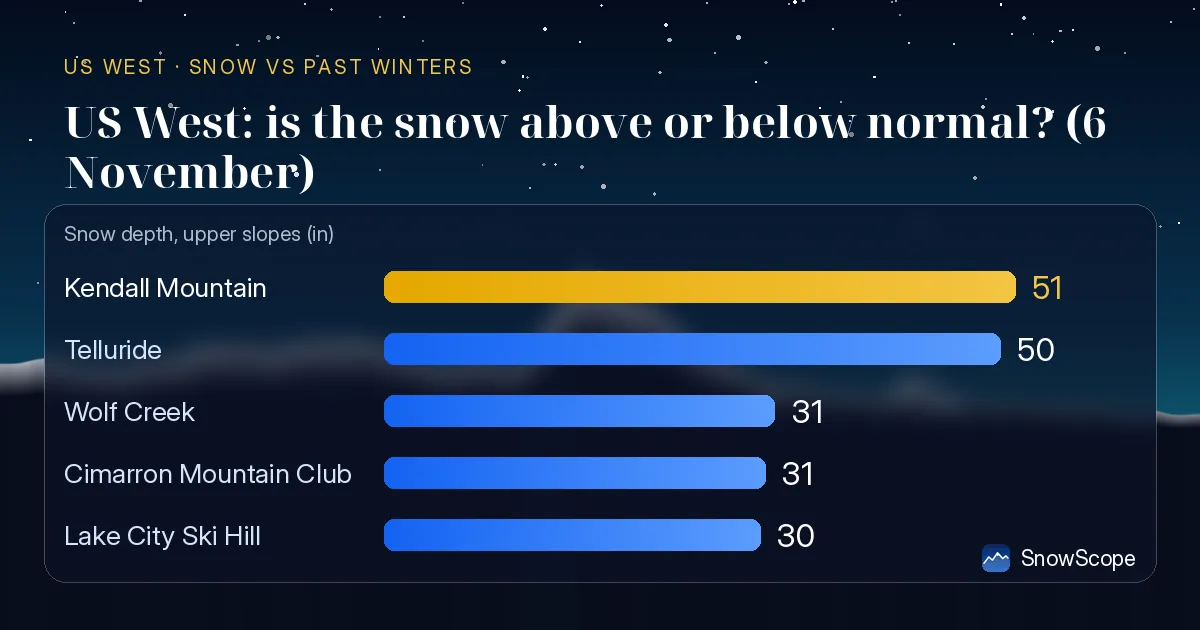 US WEST · SNOW VS PAST WINTERS
US West: is the snow above or below normal? (6
November)
Snow depth, upper slopes (in)
Kendall Mountain 51
Telluride 50
Wolf Creek 31
Cimarron Mountain Club 31
Lake City Ski Hill 30
SnowScope